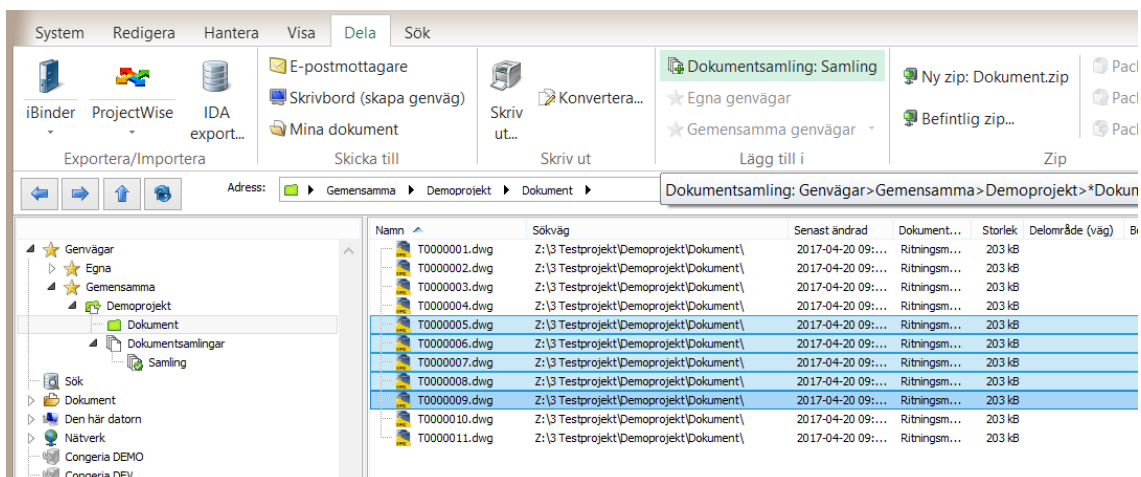 System Redigera Hantera Visa Dela Sök
E-postmottagare Dokumentsamling: Samling
Ny zip: Dokument.zip
Skrivbord (skapa genväg) Konvertera... Egna genvägar
iBinder ProjectWise IDA export... Mina dokument Skriv ut... Gemensamma genvägar Befintlig zip...
Exportera/Importera Skicka till Skriv ut Lägg till i Zip
Adress: Gemensamma Demoprojekt Dokument
Dokumentsamling: Genvägar>Gemensamma>Demoprojekt>*Dokum
Namn Sökväg Senast ändrad Dokument... Storlek Delområde (väg)
Genvägar
Egna
Gemensamma
Demoprojekt
Dokument
Dokumentsamlingar
Samling
Sök
Dokument
Den här datorn
Nätverk
Congeria DEMO
Congeria DEV
T0000001.dwg Z:\3 Testprojekt\Demoprojekt\Dokument\ 2017-04-20 09:... Ritningsm... 203 kB
T0000002.dwg Z:\3 Testprojekt\Demoprojekt\Dokument\ 2017-04-20 09:... Ritningsm... 203 kB
T0000003.dwg Z:\3 Testprojekt\Demoprojekt\Dokument\ 2017-04-20 09:... Ritningsm... 203 kB
T0000004.dwg Z:\3 Testprojekt\Demoprojekt\Dokument\ 2017-04-20 09:... Ritningsm... 203 kB
T0000005.dwg Z:\3 Testprojekt\Demoprojekt\Dokument\ 2017-04-20 09:... Ritningsm... 203 kB
T0000006.dwg Z:\3 Testprojekt\Demoprojekt\Dokument\ 2017-04-20 09:... Ritningsm... 203 kB
T0000007.dwg Z:\3 Testprojekt\Demoprojekt\Dokument\ 2017-04-20 09:... Ritningsm... 203 kB
T0000008.dwg Z:\3 Testprojekt\Demoprojekt\Dokument\ 2017-04-20 09:... Ritningsm... 203 kB
T0000009.dwg Z:\3 Testprojekt\Demoprojekt\Dokument\ 2017-04-20 09:... Ritningsm... 203 kB
T0000010.dwg Z:\3 Testprojekt\Demoprojekt\Dokument\ 2017-04-20 09:... Ritningsm... 203 kB
T0000011.dwg Z:\3 Testprojekt\Demoprojekt\Dokument\ 2017-04-20 09:... Ritningsm... 203 kB